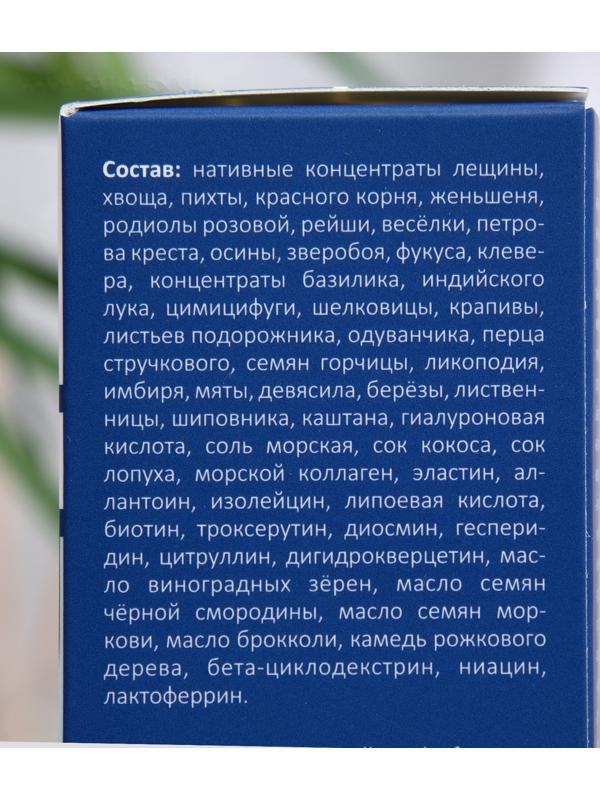 Состав: нативные концентраты лещины,
хвоща, пихты, красного корня, женьшеня,
родиолы розовой, рейши, весёлки, петро-
ва креста, осины, зверобоя, фукуса, клеве-
ра, концентраты базилика, индийского
лука, цимицифуги, шелковицы, крапивы,
листьев подорожника, одуванчика, перца
стручкового, семян горчицы, ликоподия,
имбиря, мяты, девясила, берёзы, листвен-
ницы, шиповника, каштана, гиалуроновая
кислота, соль морская, сок кокоса, сок
лопуха, морской коллаген, эластин, ал-
лантоин, изолейцин, липоевая кислота,
биотин, троксерутин, диосмин, геспери-
дин, цитруллин, дигидрокверцетин, мас-
ло виноградных зёрен, масло семян
чёрной смородины, масло семян мор-
кови, масло брокколи, камедь рожкового
дерева, бета-циклодекстрин, ниацин,
лактоферрин.